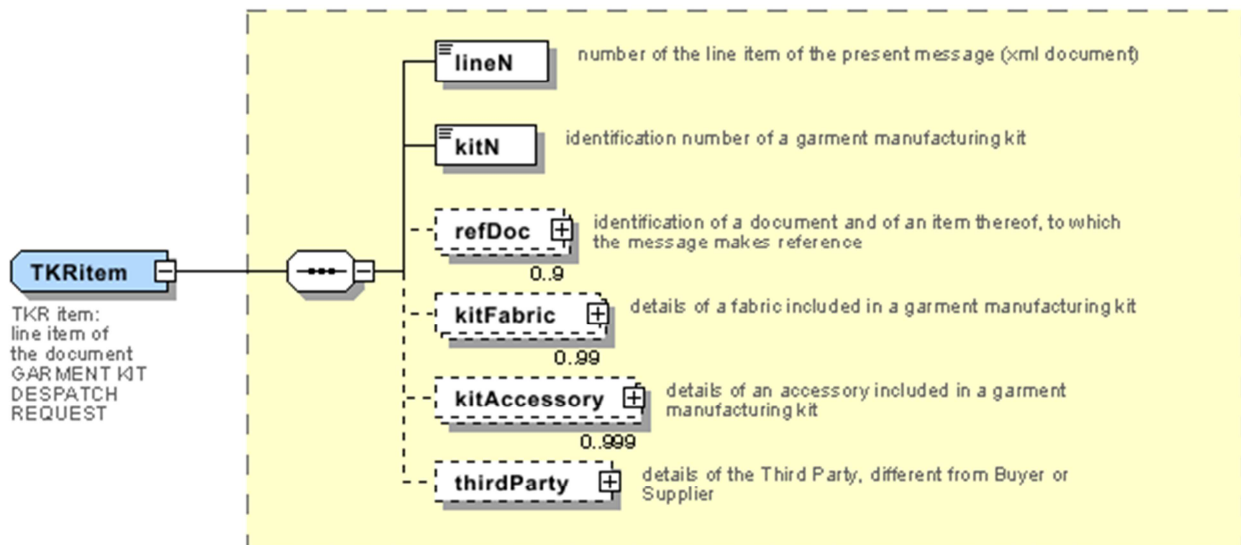 lineN
number of the line item of the present message (xml document)
kitN
identification number of a garment manufacturing kit
refDoc
identification of a document and of an item thereof, to which
the message makes reference
0..9
TKRitem
TKR item:
line item of
the document
GARMENT KIT
DESPATCH
REQUEST
kitFabric
details of a fabric included in a garment manufacturing kit
0..99
kitAccessory
details of an accessory included in a garment
manufacturing kit
0..999
thirdParty
details of the Third Party, different from Buyer or
Supplier